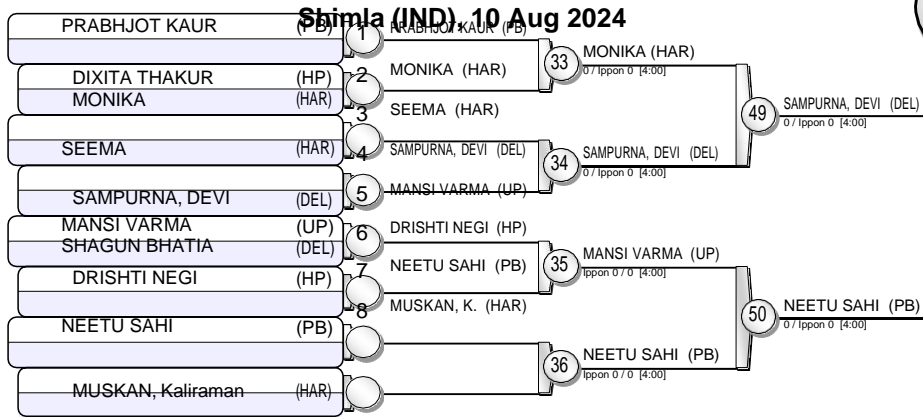 Shimla (IND), 10 Aug 2024
PRABHJOT KAUR (PB)
DIXITA THAKUR (HP)
MONIKA (HAR)
SEEMA (HAR)
SAMPURNA, DEVI (DEL)
MANSI VARMA (UP)
SHAGUN BHATIA (DEL)
DRISHTI NEGI (HP)
NEETU SAHI (PB)
MUSKAN, Kaliraman (HAR)
1
2
3
4
5
6
7
8
PRABHJOT KAUR (PB)
MONIKA (HAR)
SEEMA (HAR)
SAMPURNA, DEVI (DEL)
MANSI VARMA (UP)
DRISHTI NEGI (HP)
NEETU SAHI (PB)
MUSKAN, K. (HAR)
33 MONIKA (HAR)
0 / Ippon 0 [4:00]
34 SAMPURNA, DEVI (DEL)
0 / Ippon 0 [4:00]
35 MANSI VARMA (UP)
Ippon 0 / 0 [4:00]
36 NEETU SAHI (PB)
Ippon 0 / 0 [4:00]
49 SAMPURNA, DEVI (DEL)
0 / Ippon 0 [4:00]
50 NEETU SAHI (PB)
0 / Ippon 0 [4:00]